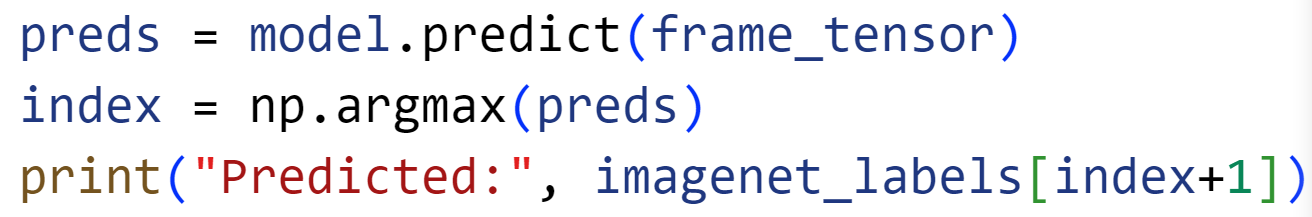 preds = model.predict(frame_tensor)
index = np.argmax(preds)
print("Predicted:", imagenet_labels[index+1])